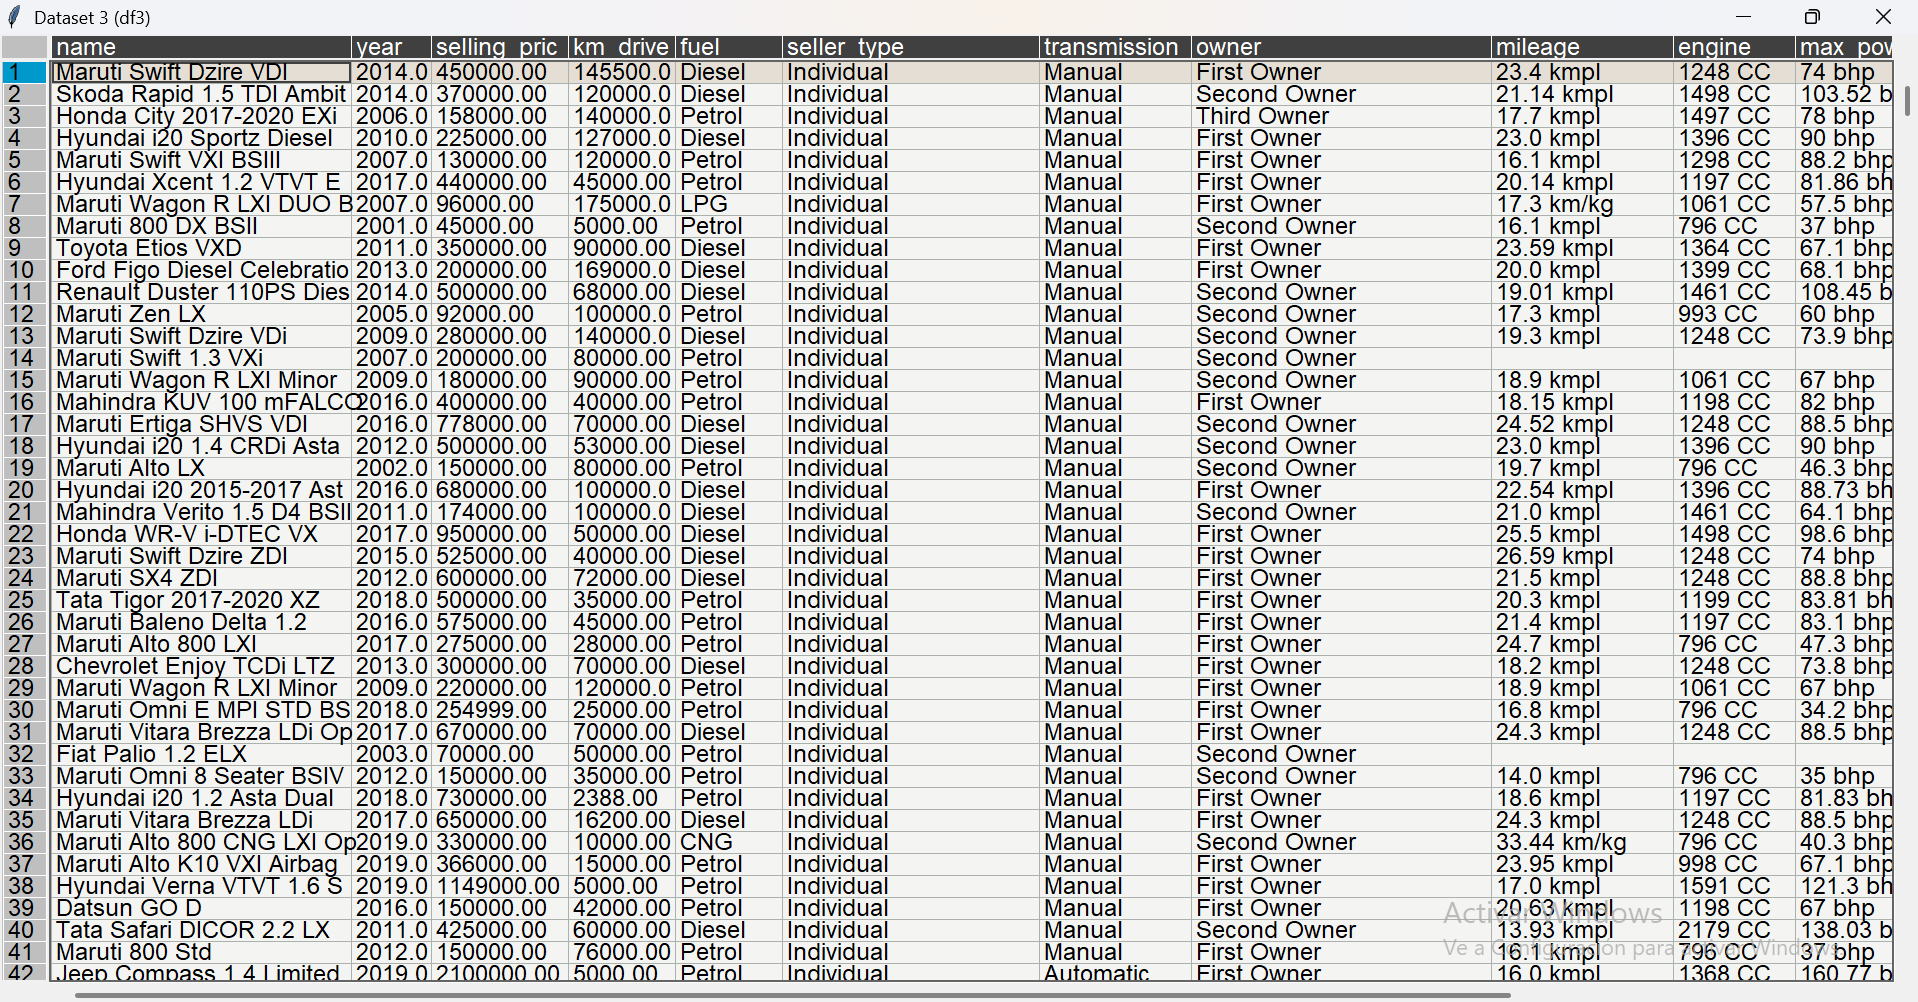 Dataset 3 (df3)
name year selling_pric km_drive fuel seller_type transmission owner mileage engine max_pow
1 Maruti Swift Dzire VDI 2014.0 450000.00 145500.0 Diesel Individual Manual First Owner 23.4 kmpl 1248 CC 74 bhp
2 Skoda Rapid 1.5 TDI Ambit 2014.0 370000.00 120000.0 Diesel Individual Manual Second Owner 21.14 kmpl 1498 CC 103.52 b
3 Honda City 2017-2020 EXi 2006.0 158000.00 140000.0 Petrol Individual Manual Third Owner 17.7 kmpl 1497 CC 78 bhp
4 Hyundai i20 Sportz Diesel 2010.0 225000.00 127000.0 Diesel Individual Manual First Owner 23.0 kmpl 1396 CC 90 bhp
5 Maruti Swift VXI BSIII 2007.0 130000.00 120000.0 Petrol Individual Manual First Owner 16.1 kmpl 1298 CC 88.2 bhp
6 Hyundai Xcent 1.2 VTVT E 2017.0 440000.00 45000.00 Petrol Individual Manual First Owner 20.14 kmpl 1197 CC 81.86 bh
7 Maruti Wagon R LXI DUO B 2007.0 96000.00 175000.0 LPG Individual Manual First Owner 17.3 km/kg 1061 CC 57.5 bhp
8 Maruti 800 DX BSII 2001.0 45000.00 5000.00 Petrol Individual Manual Second Owner 16.1 kmpl 796 CC 37 bhp
9 Toyota Etios VXD 2011.0 350000.00 90000.00 Diesel Individual Manual First Owner 23.59 kmpl 1364 CC 67.1 bhp
10 Ford Figo Diesel Celebratio 2013.0 200000.00 169000.0 Diesel Individual Manual First Owner 20.0 kmpl 1399 CC 68.1 bhp
11 Renault Duster 110PS Dies 2014.0 500000.00 68000.00 Diesel Individual Manual Second Owner 19.01 kmpl 1461 CC 108.45 b
12 Maruti Zen LX 2005.0 92000.00 100000.0 Petrol Individual Manual Second Owner 17.3 kmpl 993 CC 60 bhp
13 Maruti Swift Dzire VDi 2009.0 280000.00 140000.0 Diesel Individual Manual Second Owner 19.3 kmpl 1248 CC 73.9 bhp
14 Maruti Swift 1.3 VXi 2007.0 200000.00 80000.00 Petrol Individual Manual Second Owner
15 Maruti Wagon R LXI Minor 2009.0 180000.00 90000.00 Petrol Individual Manual Second Owner 18.9 kmpl 1061 CC 67 bhp
16 Mahindra KUV 100 mFALCO 2016.0 400000.00 40000.00 Petrol Individual Manual First Owner 18.15 kmpl 1198 CC 82 bhp
17 Maruti Ertiga SHVS VDI 2016.0 778000.00 70000.00 Diesel Individual Manual Second Owner 24.52 kmpl 1248 CC 88.5 bhp
18 Hyundai i20 1.4 CRDi Asta 2012.0 500000.00 53000.00 Diesel Individual Manual Second Owner 23.0 kmpl 1396 CC 90 bhp
19 Maruti Alto LX 2002.0 150000.00 80000.00 Petrol Individual Manual Second Owner 19.7 kmpl 796 CC 46.3 bhp
20 Hyundai i20 2015-2017 Ast 2016.0 680000.00 100000.0 Diesel Individual Manual First Owner 22.54 kmpl 1396 CC 88.73 bh
21 Mahindra Verito 1.5 D4 BSII 2011.0 174000.00 100000.0 Diesel Individual Manual Second Owner 21.0 kmpl 1461 CC 64.1 bhp
22 Honda WR-V i-DTEC VX 2017.0 950000.00 50000.00 Diesel Individual Manual First Owner 25.5 kmpl 1498 CC 98.6 bhp
23 Maruti Swift Dzire ZDI 2015.0 525000.00 40000.00 Diesel Individual Manual First Owner 26.59 kmpl 1248 CC 74 bhp
24 Maruti SX4 ZDI 2012.0 600000.00 72000.00 Diesel Individual Manual First Owner 21.5 kmpl 1248 CC 88.8 bhp
25 Tata Tigor 2017-2020 XZ 2018.0 500000.00 35000.00 Petrol Individual Manual First Owner 20.3 kmpl 1199 CC 83.81 bh
26 Maruti Baleno Delta 1.2 2016.0 575000.00 45000.00 Petrol Individual Manual First Owner 21.4 kmpl 1197 CC 83.1 bhp
27 Maruti Alto 800 LXI 2017.0 275000.00 28000.00 Petrol Individual Manual First Owner 24.7 kmpl 796 CC 47.3 bhp
28 Chevrolet Enjoy TCDi LTZ 2013.0 300000.00 70000.00 Diesel Individual Manual First Owner 18.2 kmpl 1248 CC 73.8 bhp
29 Maruti Wagon R LXI Minor 2009.0 220000.00 120000.0 Petrol Individual Manual First Owner 18.9 kmpl 1061 CC 67 bhp
30 Maruti Omni E MPI STD BS 2018.0 254999.00 25000.00 Petrol Individual Manual First Owner 16.8 kmpl 796 CC 34.2 bhp
31 Maruti Vitara Brezza LDi Op 2017.0 670000.00 70000.00 Diesel Individual Manual First Owner 24.3 kmpl 1248 CC 88.5 bhp
32 Fiat Palio 1.2 ELX 2003.0 70000.00 50000.00 Petrol Individual Manual Second Owner
33 Maruti Omni 8 Seater BSIV 2012.0 150000.00 35000.00 Petrol Individual Manual Second Owner 14.0 kmpl 796 CC 35 bhp
34 Hyundai i20 1.2 Asta Dual 2018.0 730000.00 2388.00 Petrol Individual Manual First Owner 18.6 kmpl 1197 CC 81.83 bh
35 Maruti Vitara Brezza LDi 2017.0 650000.00 16200.00 Diesel Individual Manual First Owner 24.3 kmpl 1248 CC 88.5 bhp
36 Maruti Alto 800 CNG LXI Op 2019.0 330000.00 10000.00 CNG Individual Manual Second Owner 33.44 km/kg 796 CC 40.3 bhp
37 Maruti Alto K10 VXI Airbag 2019.0 366000.00 15000.00 Petrol Individual Manual First Owner 23.95 kmpl 998 CC 67.1 bhp
38 Hyundai Verna VTVT 1.6 S 2019.0 1149000.00 5000.00 Petrol Individual Manual First Owner 17.0 kmpl 1591 CC 121.3 bh
39 Datsun GO D 2016.0 150000.00 42000.00 Petrol Individual Manual First Owner 20.63 kmpl 1198 CC 67 bhp
40 Tata Safari DICOR 2.2 LX 2011.0 425000.00 60000.00 Diesel Individual Manual Second Owner 13.93 kmpl 2179 CC 138.03 b
41 Maruti 800 Std 2012.0 150000.00 76000.00 Petrol Individual Manual First Owner 16.1 kmpl 796 CC 37 bhp
42 Jeep Compass 1.4 Limited 2019.0 2100000.00 5000.00 Petrol Individual Automatic First Owner 16.0 kmpl 1368 CC 160.77 b
Activar Windows
Ve a Configuración para activar Windows.